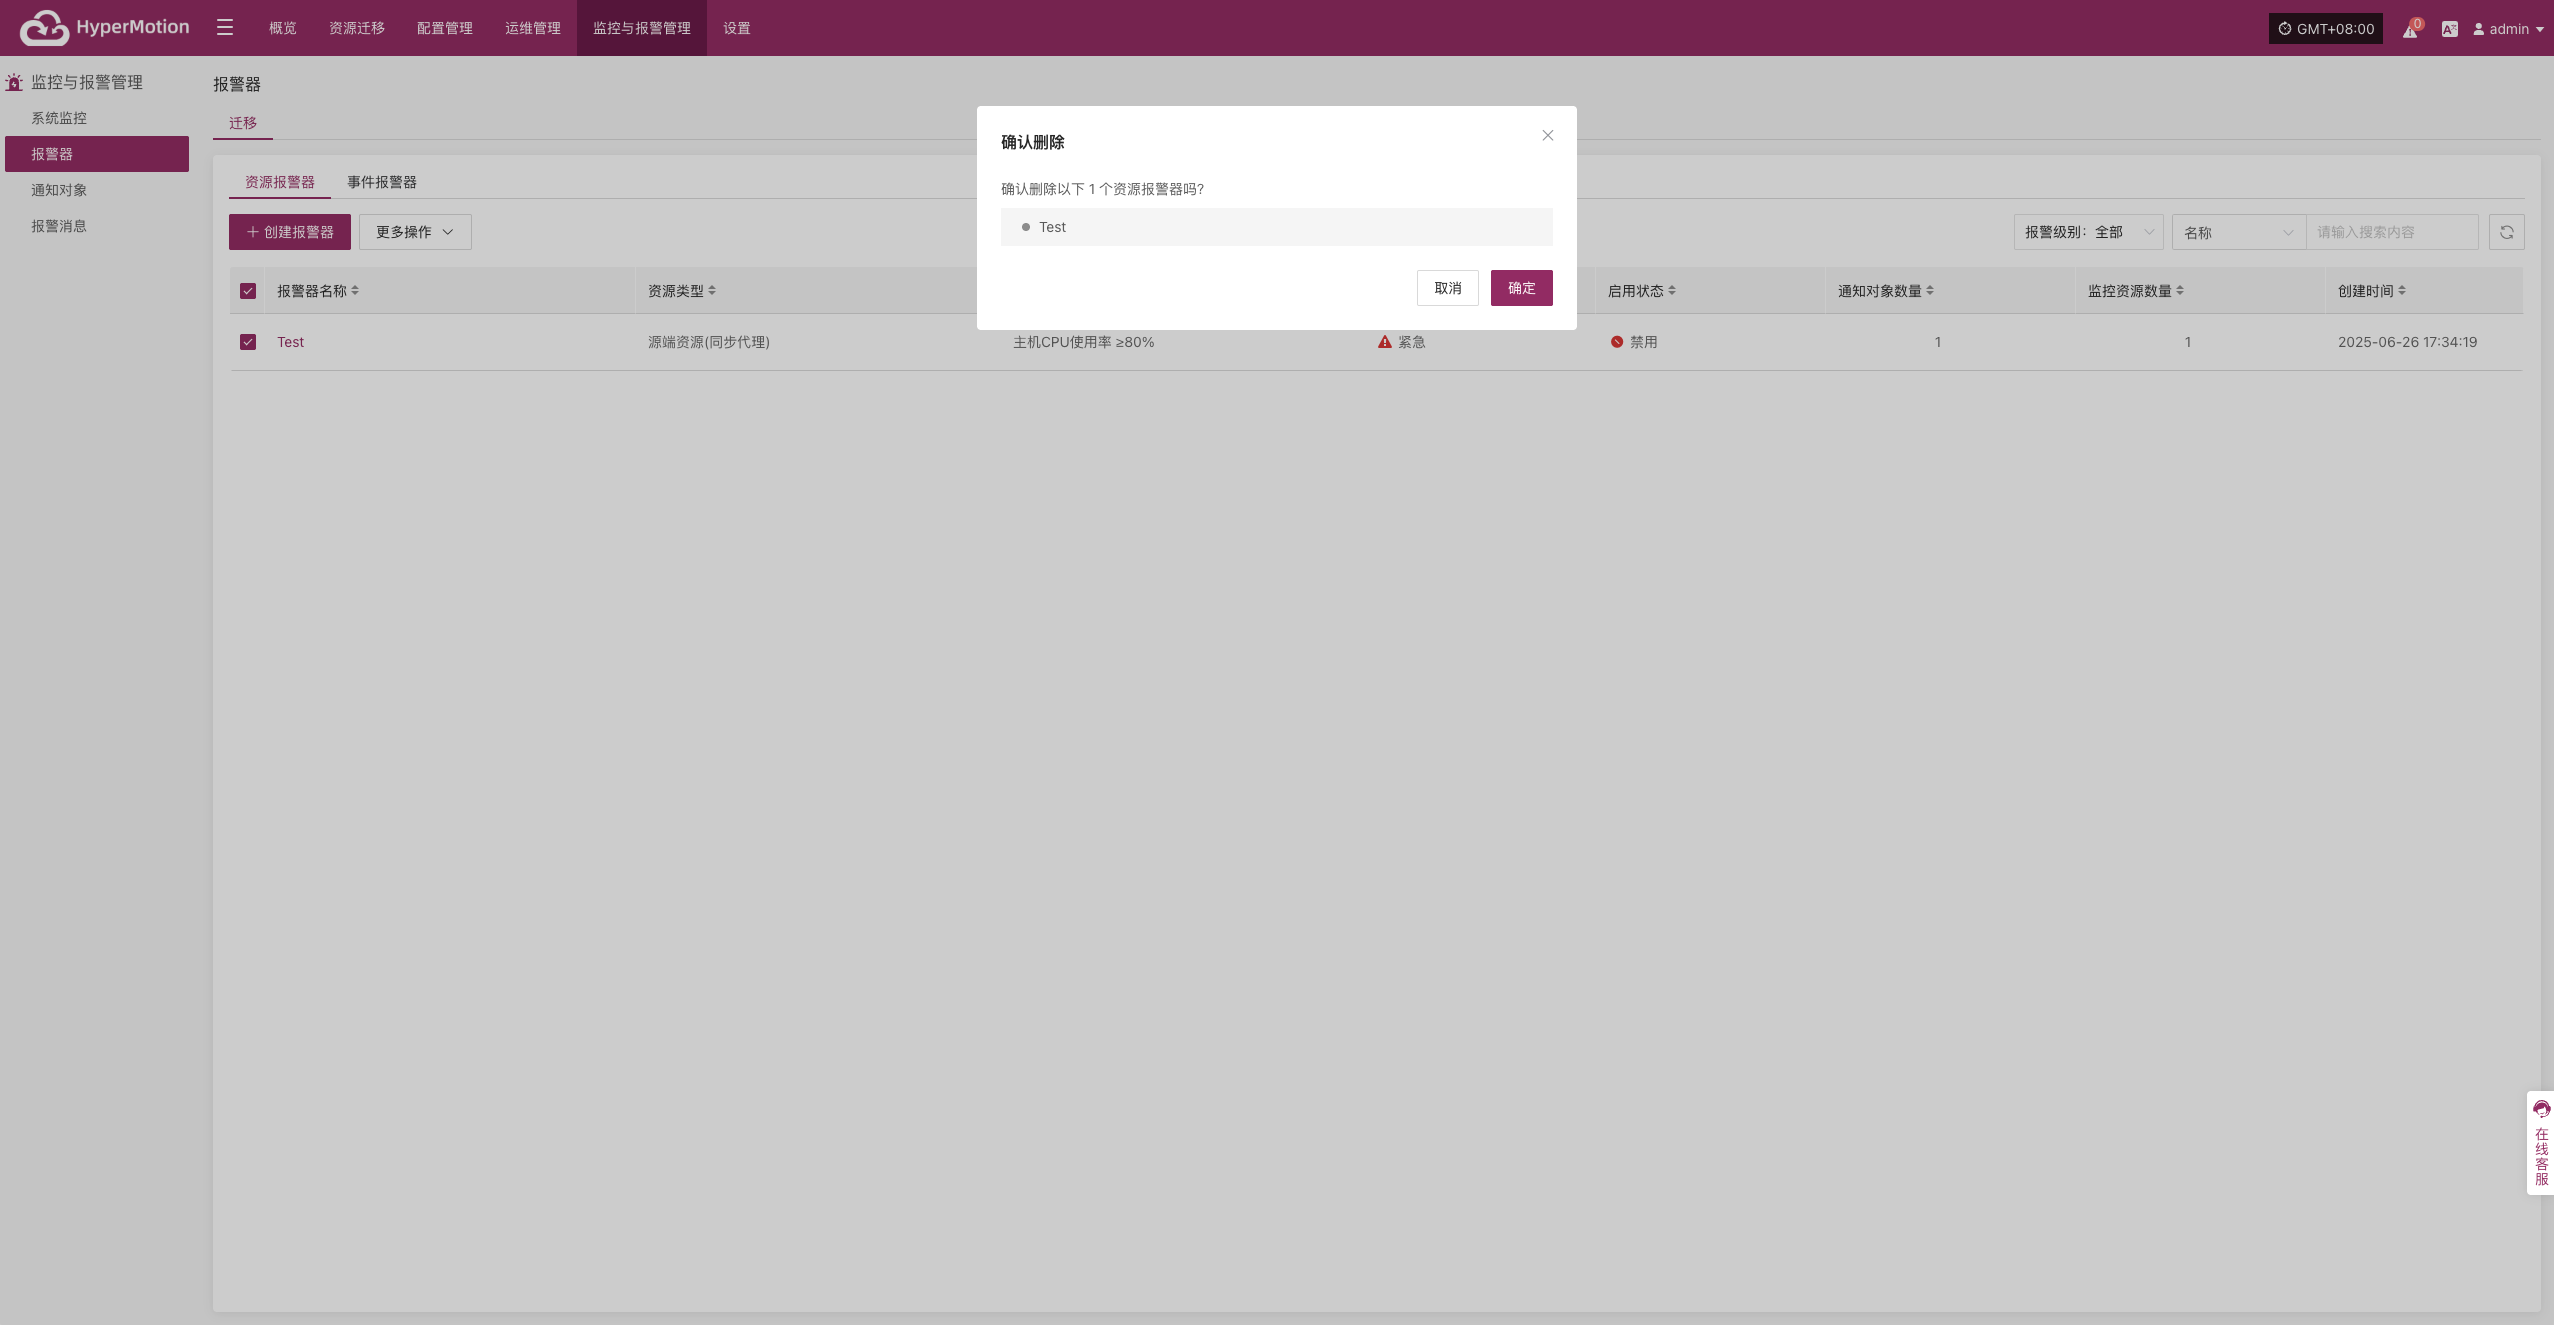 HyperMotion
概览
资源迁移
配置管理
运维管理
监控与报警管理
设置
GMT+08:00
0
admin
监控与报警管理
系统监控
报警器
通知对象
报警消息
报警器
迁移
资源报警器
事件报警器
创建报警器
更多操作
报警级别：全部
名称
请输入搜索内容
报警器名称
资源类型
启用状态
通知对象数量
监控资源数量
创建时间
Test
源端资源(同步代理)
主机CPU使用率 ≥80%
紧急
禁用
1
1
2025-06-26 17:34:19
确认删除
确认删除以下 1 个资源报警器吗?
Test
取消
确定
在线客服